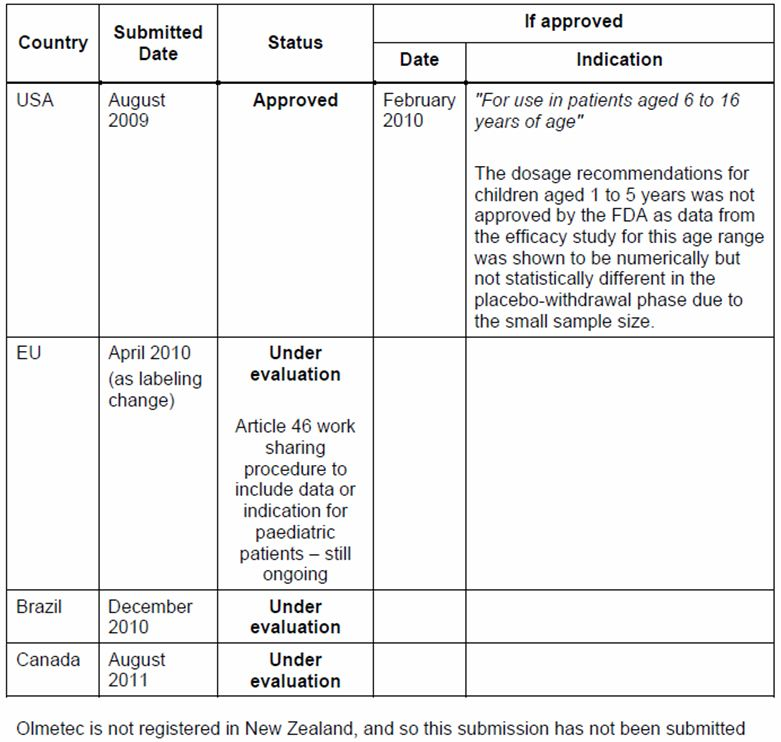 Country
Submitted
Date
Status
If approved
Date
Indication
USA
August
2009
Approved
February
2010
"For use in patients aged 6 to 16
years of age"
The dosage recommendations for
children aged 1 to 5 years was not
approved by the FDA as data from
the efficacy study for this age range
was shown to be numerically but
not statistically different in the
placebo-withdrawal phase due to
the small sample size.
EU
April 2010
(as labeling
change)
Under
evaluation
Article 46 work
sharing
procedure to
include data or
indication for
paediatric
patients – still
ongoing
Brazil
December
2010
Under
evaluation
Canada
August
2011
Under
evaluation
Olmetec is not registered in New Zealand, and so this submission has not been submitted